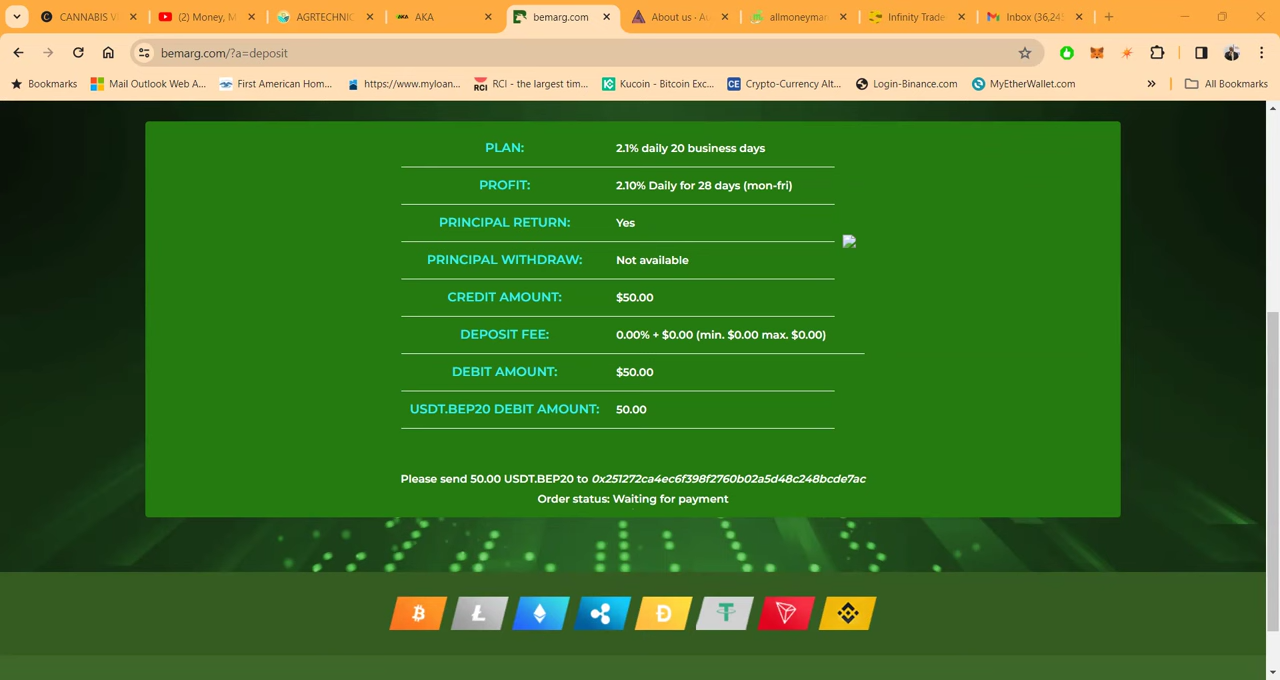 CANNABIS V
(2) Money, M
AGRTECHNIC
AKA
AKA
bemarg.com
About us · Au
allmoneyman
Infinity Trade
Inbox (36,24
bemarg.com/?a=deposit
Bookmarks
Mail Outlook Web A...
First American Hom...
https://www.myloan...
RCI
RCI - the largest tim...
Kucoin - Bitcoin Exc...
CE
Crypto-Currency Alt...
Login-Binance.com
MyEtherWallet.com
All Bookmarks
PLAN: 2.1% daily 20 business days
PROFIT: 2.10% Daily for 28 days (mon-fri)
PRINCIPAL RETURN: Yes
PRINCIPAL WITHDRAW: Not available
CREDIT AMOUNT: $50.00
DEPOSIT FEE: 0.00% + $0.00 (min. $0.00 max. $0.00)
DEBIT AMOUNT: $50.00
USDT.BEP20 DEBIT AMOUNT: 50.00
Please send 50.00 USDT.BEP20 to 0x251272ca4ec6f398f2760b02a5d48c248bcde7ac
Order status: Waiting for payment